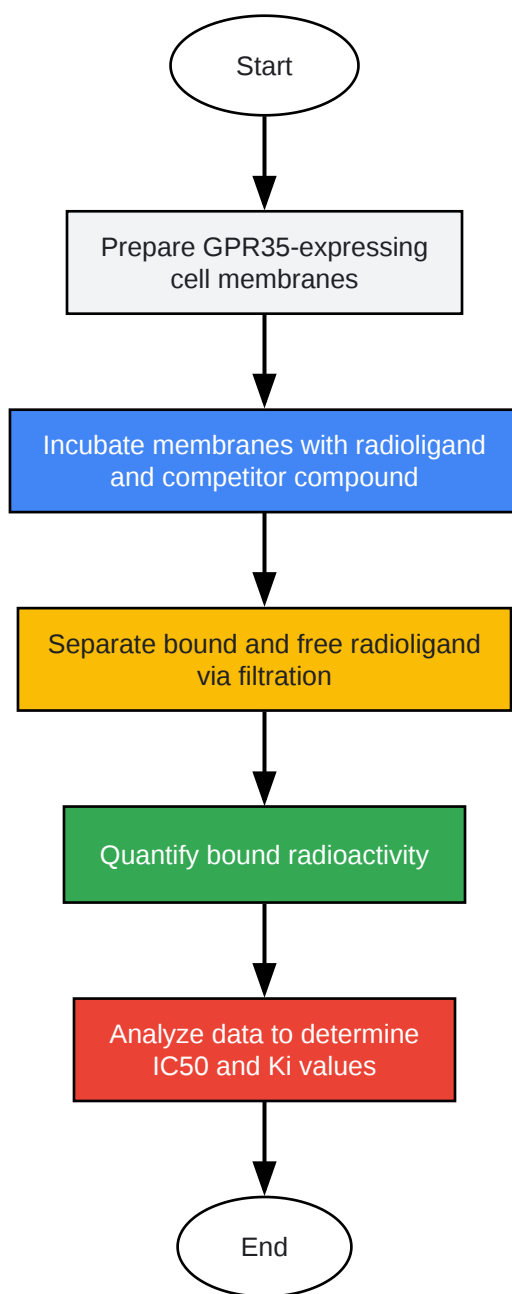 Start
Prepare GPR35-expressing
cell membranes
Incubate membranes with radioligand
and competitor compound
Separate bound and free radioligand
via filtration
Quantify bound radioactivity
Analyze data to determine
IC50 and Ki values
End